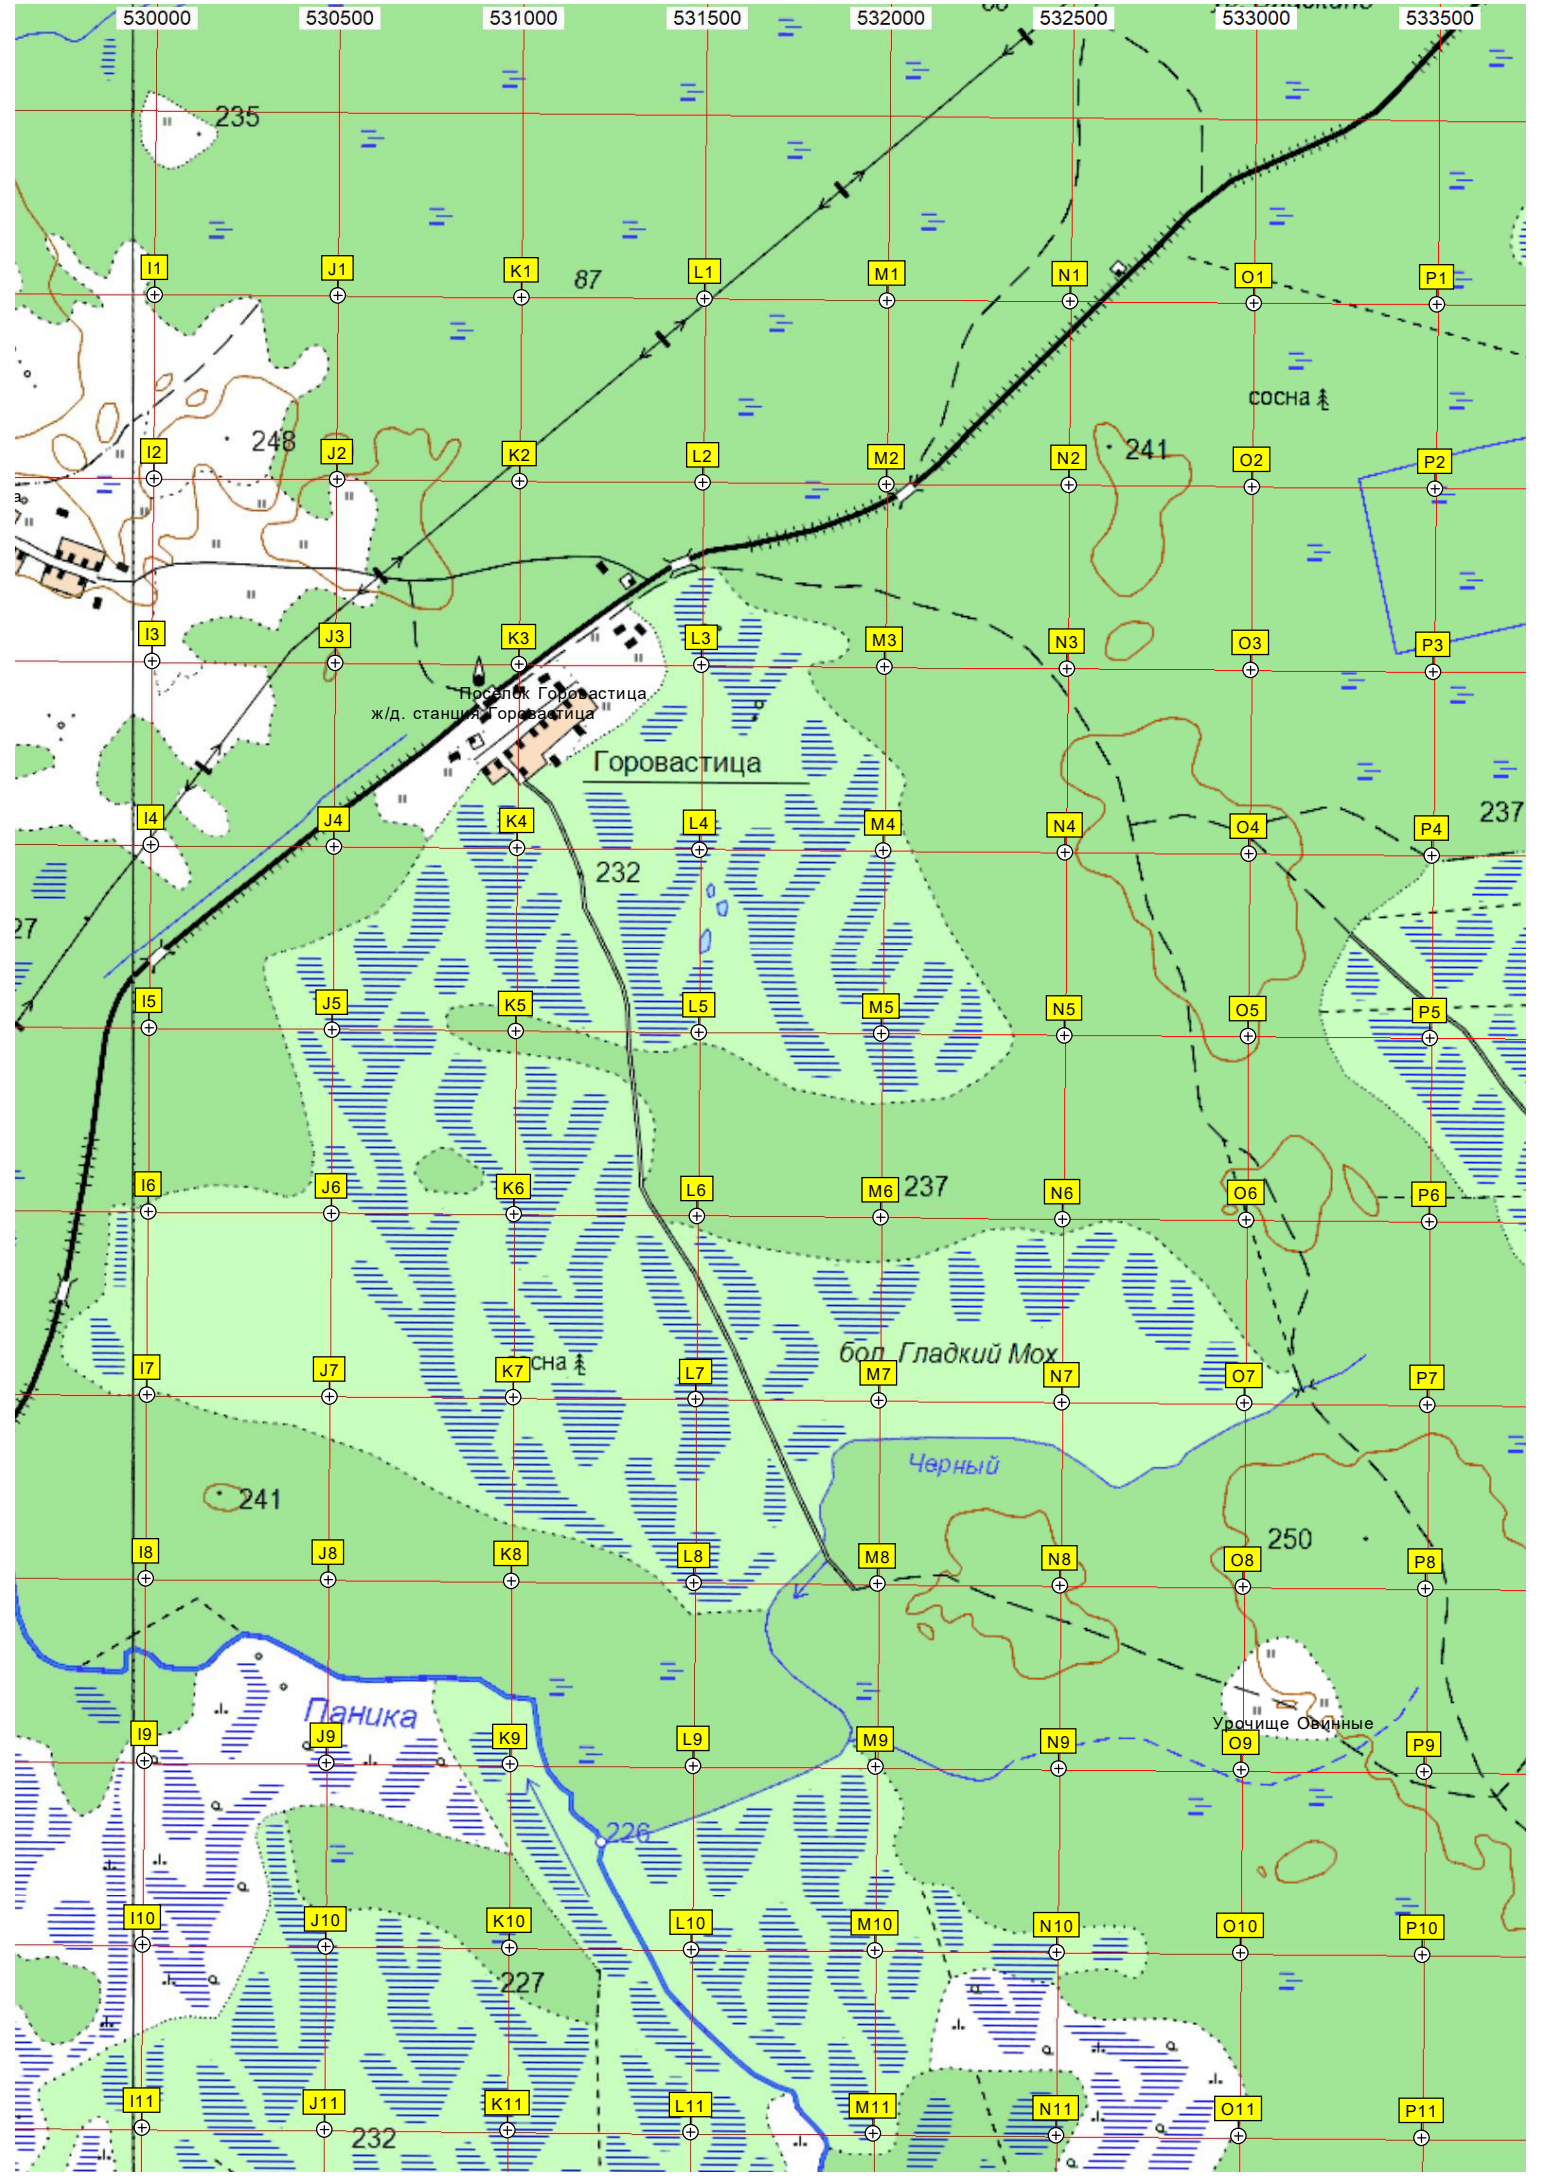 530000 530500 531000 531500 532000 532500 533000 533500
235
I1 J1 K1 87 L1 M1 N1 O1 P1
сосна
I2 248 J2 K2 L2 M2 N2 241 O2 P2
I3 J3 K3 L3 M3 N3 O3 P3
Поселок Горовастица
ж/д. станция Горовастица
Горовастица
I4 J4 K4 L4 M4 N4 O4 P4 237
232
27
I5 J5 K5 L5 M5 N5 O5 P5
I6 J6 K6 L6 M6 237 N6 O6 P6
бол. Гладкий Мох
I7 J7 K7 сна L7 M7 N7 O7 P7
Черный
241
250
I8 J8 K8 L8 M8 N8 O8 P8
Паника
Урочище Овинные
I9 J9 K9 L9 M9 N9 O9 P9
226
I10 J10 K10 L10 M10 N10 O10 P10
227
I11 J11 K11 L11 M11 N11 O11 P11
232